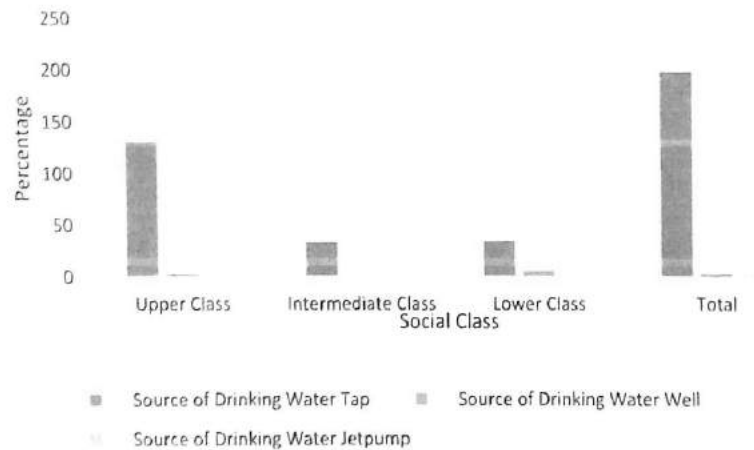 250
200
150
100
50
0
Percentage
Upper Class Intermediate Class Lower Class Total
Social Class
Source of Drinking Water Tap Source of Drinking Water Well
Source of Drinking Water Jetpump